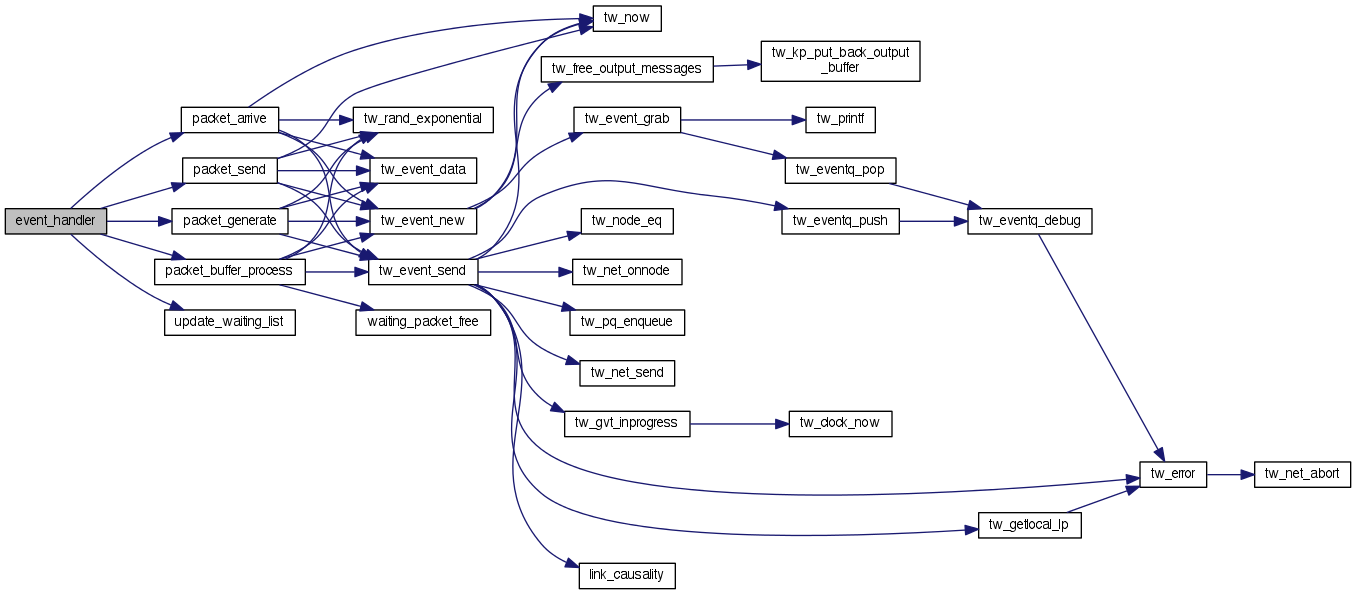 event_handler
packet_arrive
packet_send
packet_generate
packet_buffer_process
update_waiting_list
tw_rand_exponential
tw_event_data
tw_event_new
tw_event_send
waiting_packet_free
tw_now
tw_free_output_messages
tw_event_grab
tw_node_eq
tw_net_onnode
tw_pq_enqueue
tw_net_send
tw_gvt_inprogress
link_causality
tw_kp_put_back_output
_buffer
tw_printf
tw_eventq_pop
tw_eventq_push
tw_clock_now
tw_eventq_debug
tw_getlocal_lp
tw_error
tw_net_abort